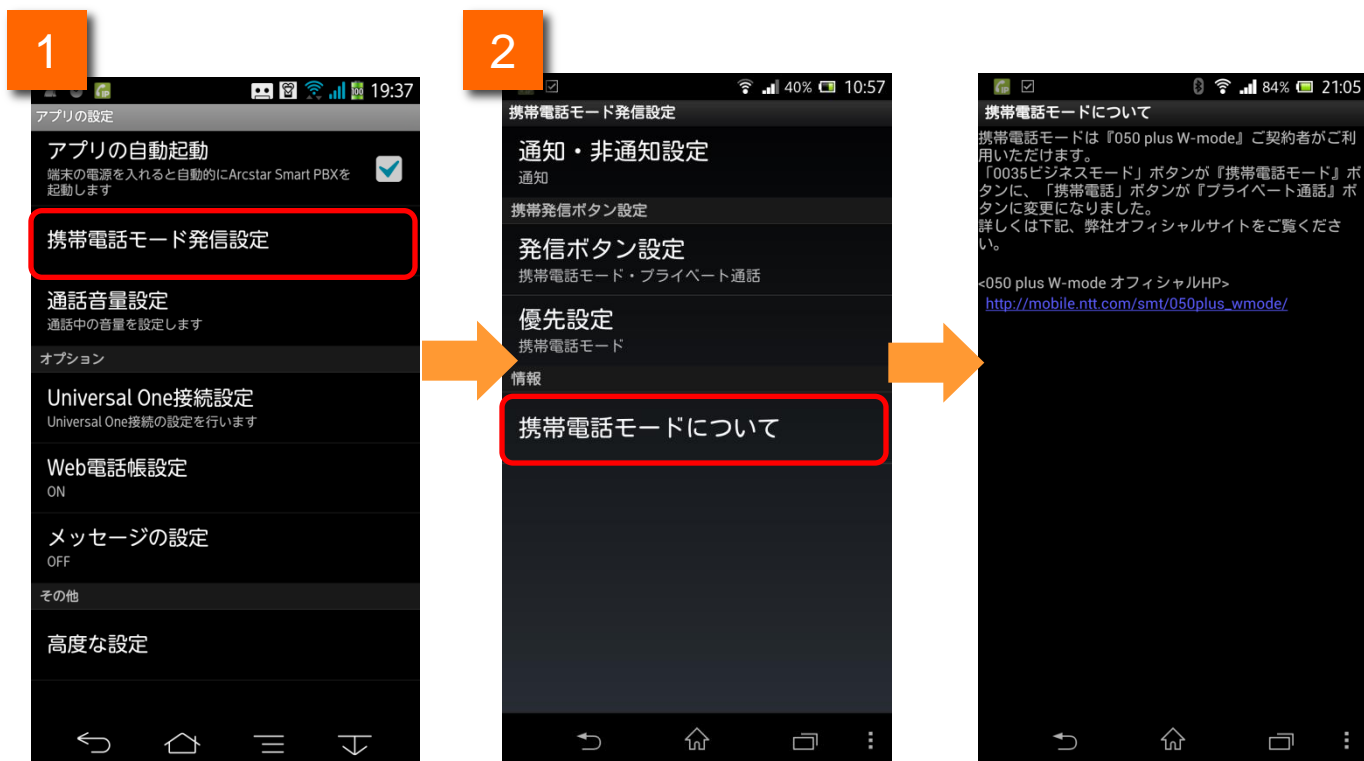 1
19:37
アプリの設定
アプリの自動起動
端末の電源を入れると自動的にArcstar Smart PBXを
起動します
携帯電話モード発信設定
通話音量設定
通話中の音量を設定します
オプション
Universal One接続設定
Universal One接続の設定を行います
Web電話帳設定
ON
メッセージの設定
OFF
その他
高度な設定
2
40% 10:57
携帯電話モード発信設定
通知・非通知設定
通知
携帯発信ボタン設定
発信ボタン設定
携帯電話モード・プライベート通話
優先設定
携帯電話モード
情報
携帯電話モードについて
84% 21:05
携帯電話モードについて
携帯電話モードは『050 plus W-mode』ご契約者がご利
用いただけます。
「0035ビジネスモード」ボタンが『携帯電話モード』ボ
タンに、「携帯電話」ボタンが『プライベート通話』ボ
タンに変更になりました。
詳しくは下記、弊社オフィシャルサイトをご覧くださ
い。
<050 plus W-mode オフィシャルHP>
http://mobile.ntt.com/smt/050plus_wmode/